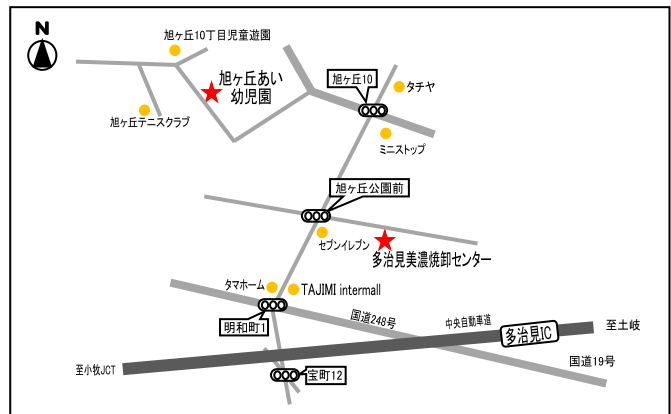 N
旭ヶ丘10丁目児童遊園
旭ヶ丘あい
幼児園
旭ヶ丘10
タチヤ
旭ヶ丘テニスクラブ
ミニストップ
旭ヶ丘公園前
セブンイレブン
多治見美濃焼卸センター
タマホーム
TAJIMI intermall
明和町1
国道248号
中央自動車道
多治見IC
至土岐
国道19号
至小牧JCT
宝町12